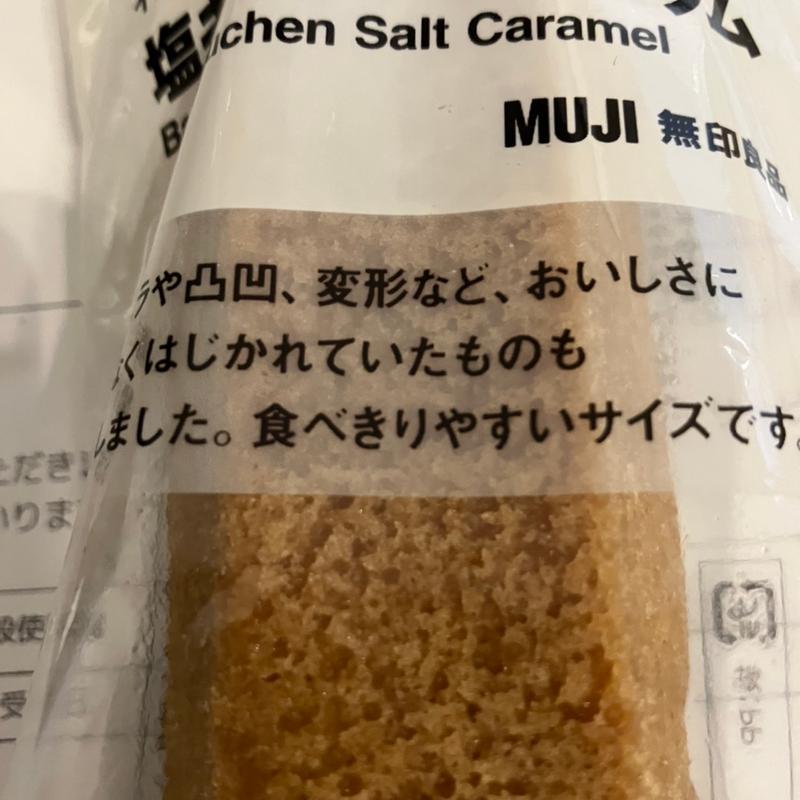 塩
chen Salt Caramel
MUJI 無印良品
ラや凸凹、変形など、おいしさに
くはじかれていたものも
しました。食べきりやすいサイズです。